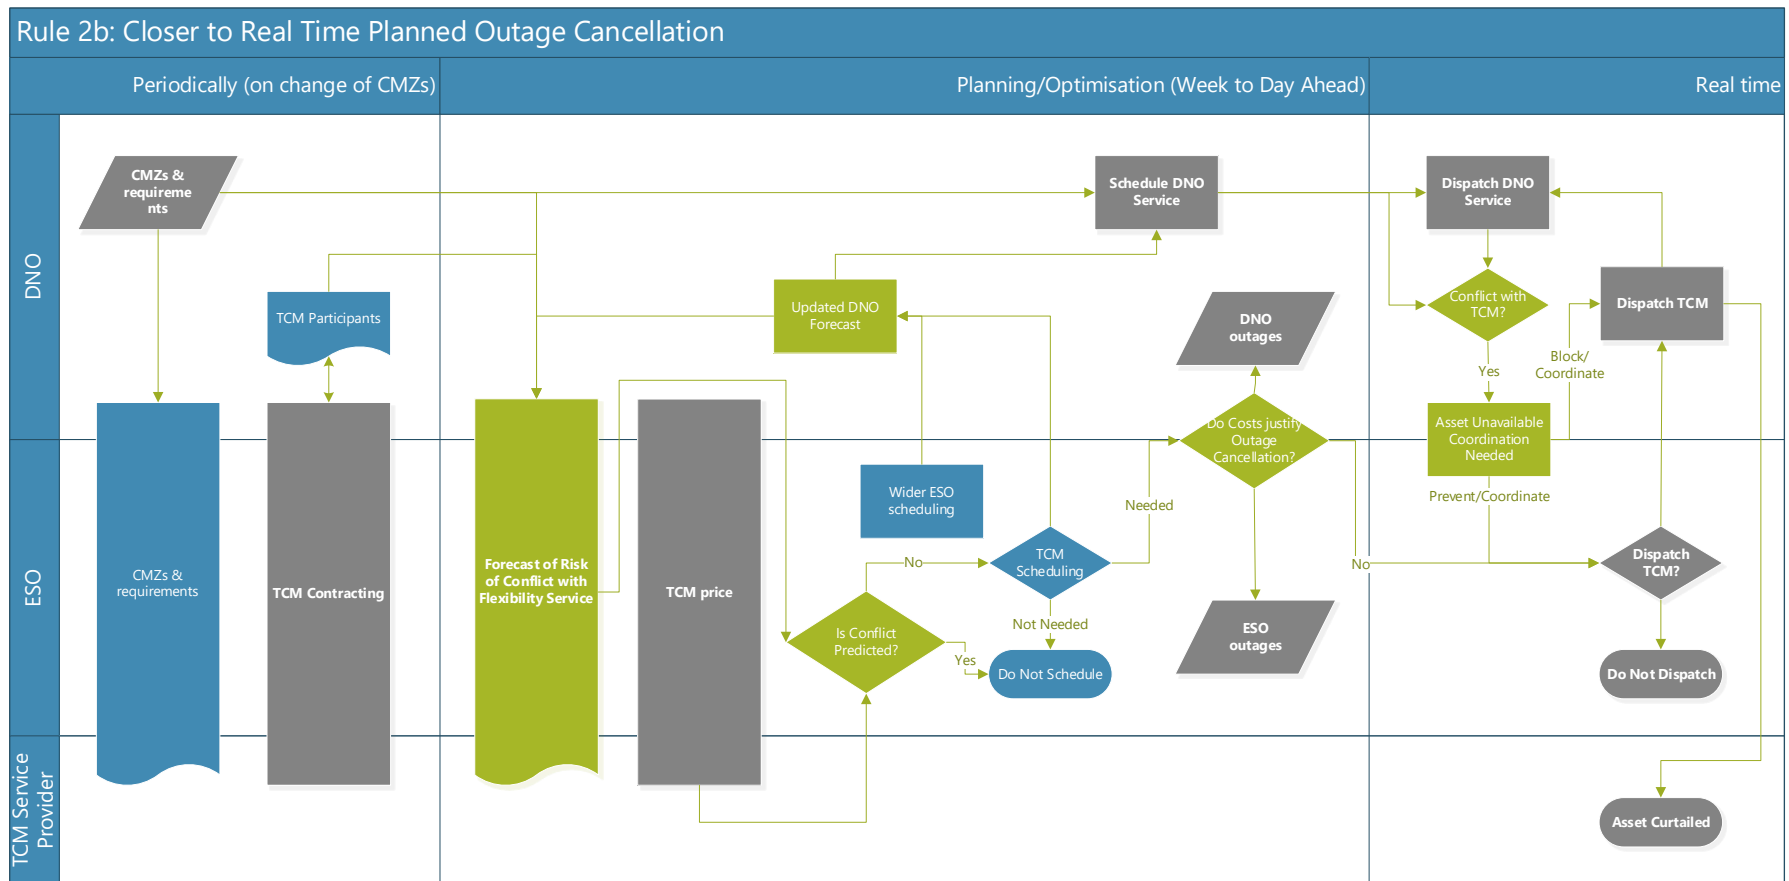 Rule 2b: Closer to Real Time Planned Outage Cancellation
Periodically (on change of CMZs)
Planning/Optimisation (Week to Day Ahead)
Real time
DNO
CMZs &
requireme
nts
TCM Participants
Updated DNO
Forecast
Schedule DNO
Service
DNO
outages
Dispatch DNO
Service
Conflict with
TCM?
Dispatch TCM
Block/
Coordinate
Yes
Asset Unavailable
Coordination
Needed
Prevent/Coordinate
Do Costs justify
Outage
Cancellation?
ESO
CMZs &
requirements
TCM Contracting
Forecast of Risk
of Conflict with
Flexibility Service
TCM price
Wider ESO
scheduling
Needed
No
TCM
Scheduling
Not Needed
Is Conflict
Predicted?
Yes
Do Not Schedule
ESO
outages
No
Dispatch
TCM?
Do Not Dispatch
TCM Service
Provider
Asset Curtailed